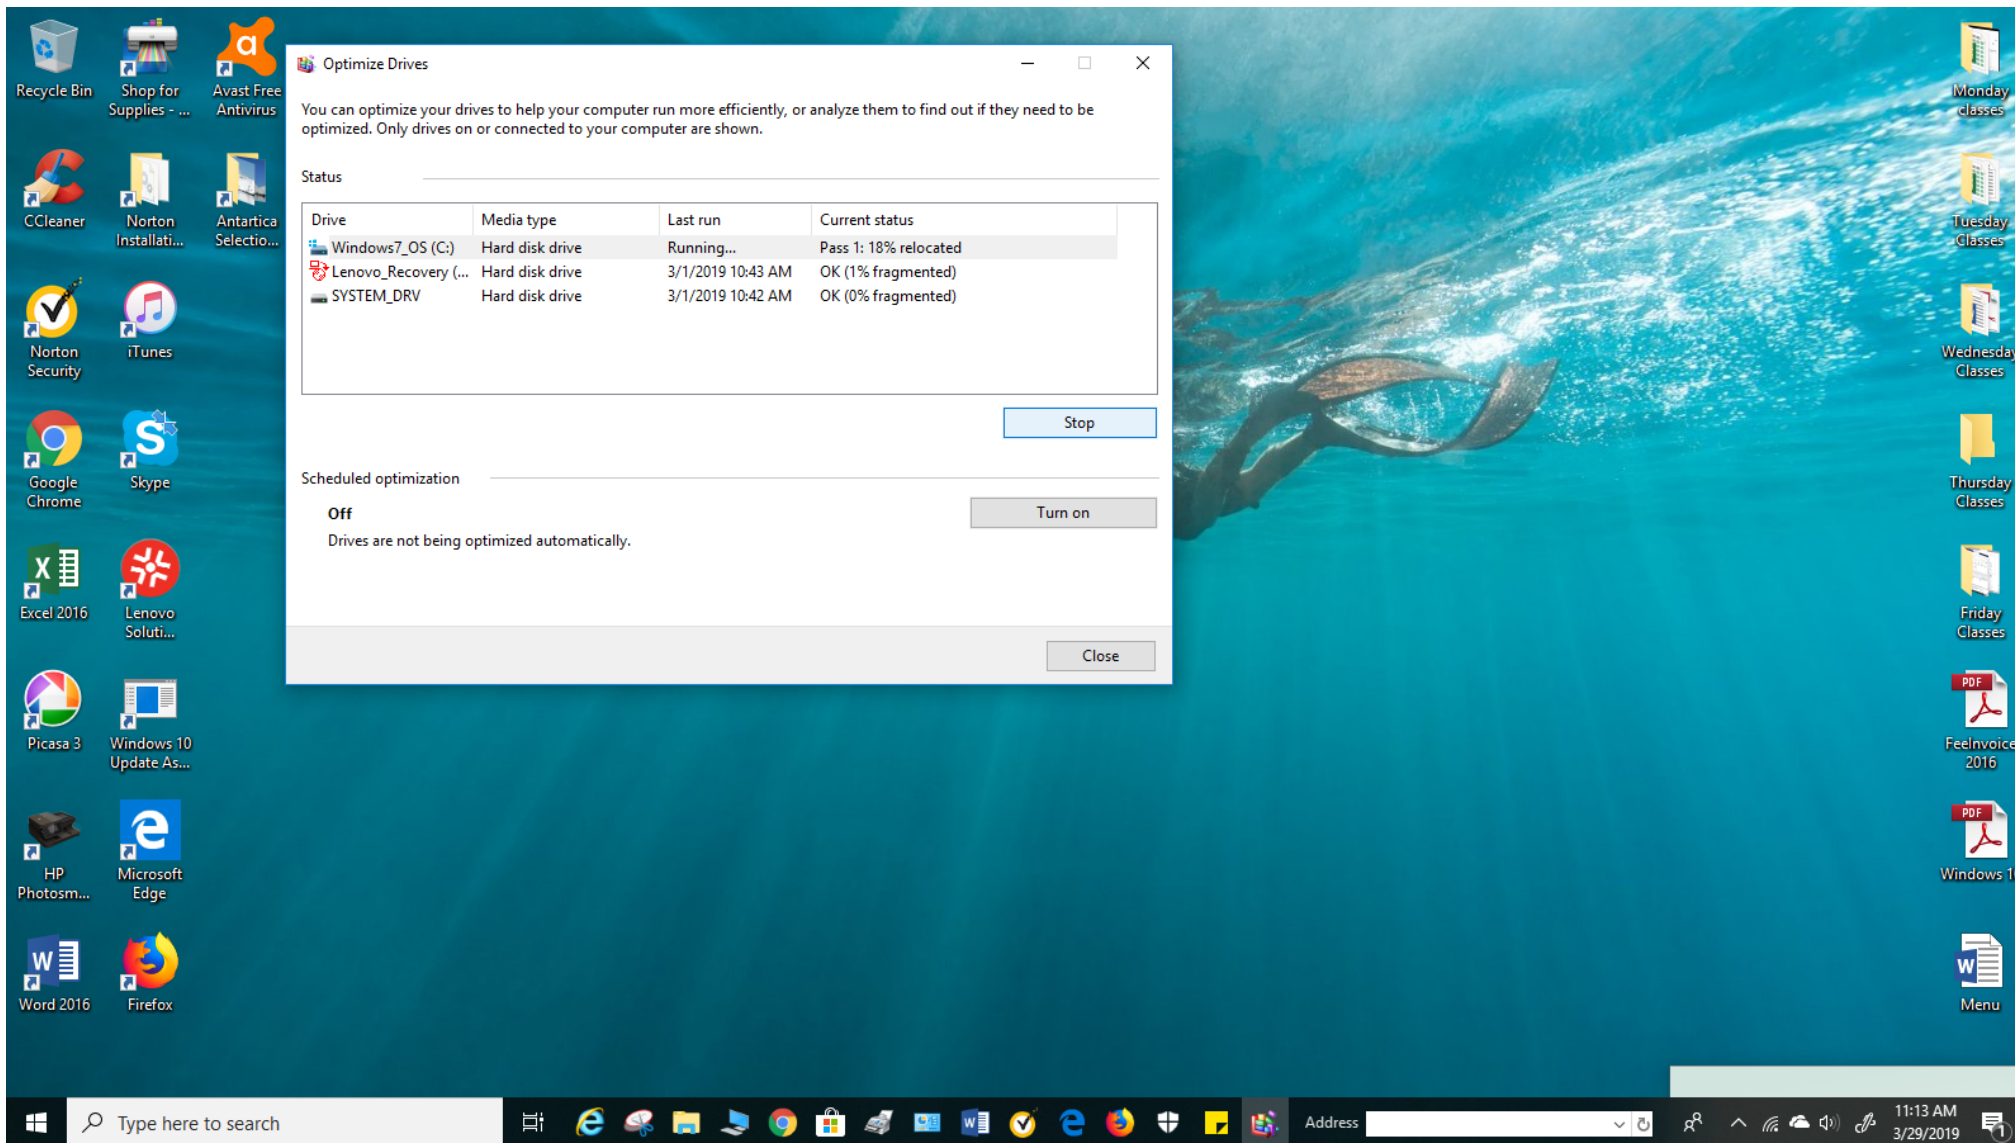 Recycle Bin
Shop for
Supplies - ...
Avast Free
Antivirus
CCleaner
Norton
Installati...
Antartica
Selectio...
Norton
Security
iTunes
Google
Chrome
Skype
Excel 2016
Lenovo
Soluti...
Picasa 3
Windows 10
Update As...
HP
Photosm...
Microsoft
Edge
Word 2016
Firefox
Optimize Drives
You can optimize your drives to help your computer run more efficiently, or analyze them to find out if they need to be
optimized. Only drives on or connected to your computer are shown.
Status
Drive Media type Last run Current status
Windows7_OS (C:) Hard disk drive Running... Pass 1: 18% relocated
Lenovo_Recovery (... Hard disk drive 3/1/2019 10:43 AM OK (1% fragmented)
SYSTEM_DRV Hard disk drive 3/1/2019 10:42 AM OK (0% fragmented)
Stop
Scheduled optimization
Off
Turn on
Drives are not being optimized automatically.
Close
Monday
classes
Tuesday
Classes
Wednesday
Classes
Thursday
Classes
Friday
Classes
PDF
FeeInvoice
2016
PDF
Windows 1
Menu
Type here to search
Address
11:13 AM
3/29/2019
1